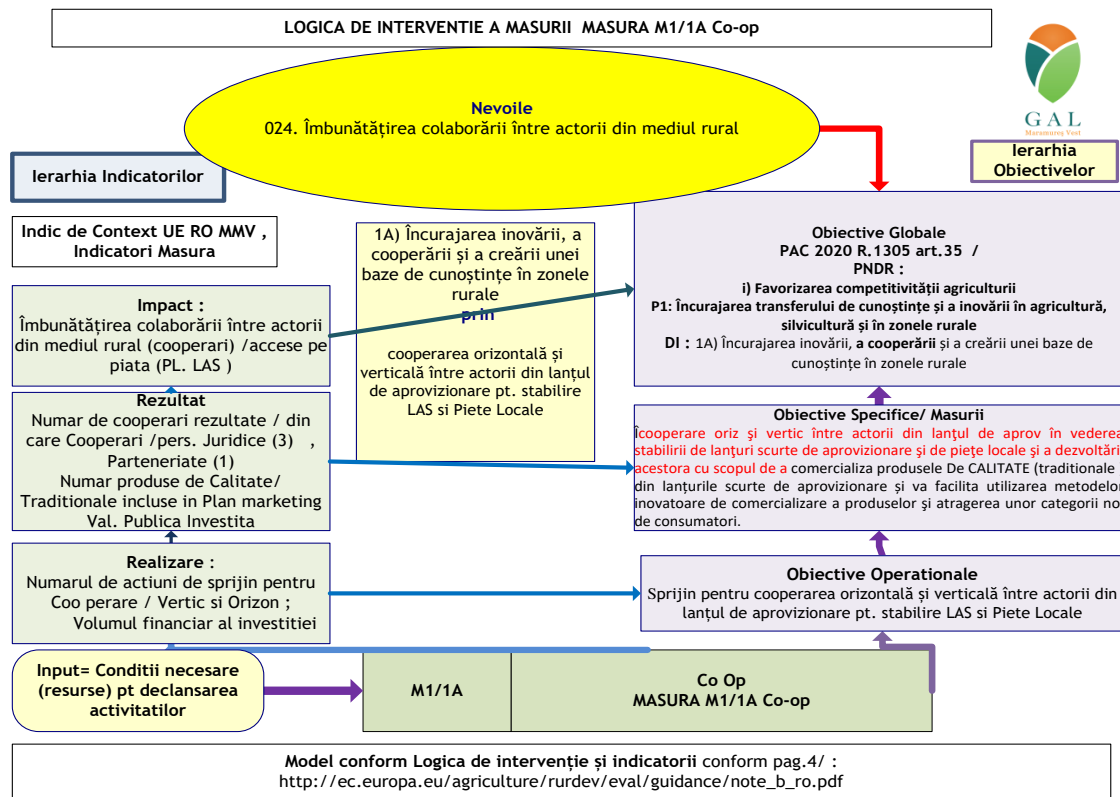 LOGICA DE INTERVENTIE A MASURII MASURA M1/1A Co-op
Nevoile
024. Îmbunătățirea colaborării între actorii din mediul rural
GAL
Maramureș Vest
Ierarhia Indicatorilor
Ierarhia
Obiectivelor
Indic de Context UE RO MMV ,
Indicatori Masura
1A) Încurajarea inovării, a
cooperării și a creării unei
baze de cunoștințe în zonele
rurale
prin
cooperarea orizontală și
verticală între actorii din lanțul
de aprovizionare pt. stabilire
LAS si Piete Locale
Obiective Globale
PAC 2020 R.1305 art.35 /
PNDR :
i) Favorizarea competitivității agriculturii
P1: Încurajarea transferului de cunoștințe și a inovării în agricultură,
silvicultură și în zonele rurale
DI : 1A) Încurajarea inovării, a cooperării și a creării unei baze de
cunoștințe în zonele rurale
Impact :
Îmbunătățirea colaborării între actorii
din mediul rural (cooperari) /accese pe
piata (PL. LAS )
Rezultat
Numar de cooperari rezultate / din
care Cooperari /pers. Juridice (3) ,
Parteneriate (1)
Numar produse de Calitate/
Traditionale incluse in Plan marketing
Val. Publica Investita
Obiective Specifice/ Masurii
Îcooperare oriz şi vertic între actorii din lanţul de aprov în vederea
stabilirii de lanţuri scurte de aprovizionare şi de pieţe locale şi a dezvoltări
acestora cu scopul de a comercializa produsele De CALITATE (traditionale
din lanțurile scurte de aprovizionare și va facilita utilizarea metodelor
inovatoare de comercializare a produselor şi atragerea unor categorii no
de consumatori.
Realizare :
Numarul de actiuni de sprijin pentru
Coo perare / Vertic si Orizon ;
Volumul financiar al investitiei
Obiective Operationale
Sprijin pentru cooperarea orizontală și verticală între actorii din
lanțul de aprovizionare pt. stabilire LAS si Piete Locale
Input= Conditii necesare
(resurse) pt declansarea
activitatilor
M1/1A
Co Op
MASURA M1/1A Co-op
Model conform Logica de intervenție și indicatorii conform pag.4/ :
http://ec.europa.eu/agriculture/rurdev/eval/guidance/note_b_ro.pdf